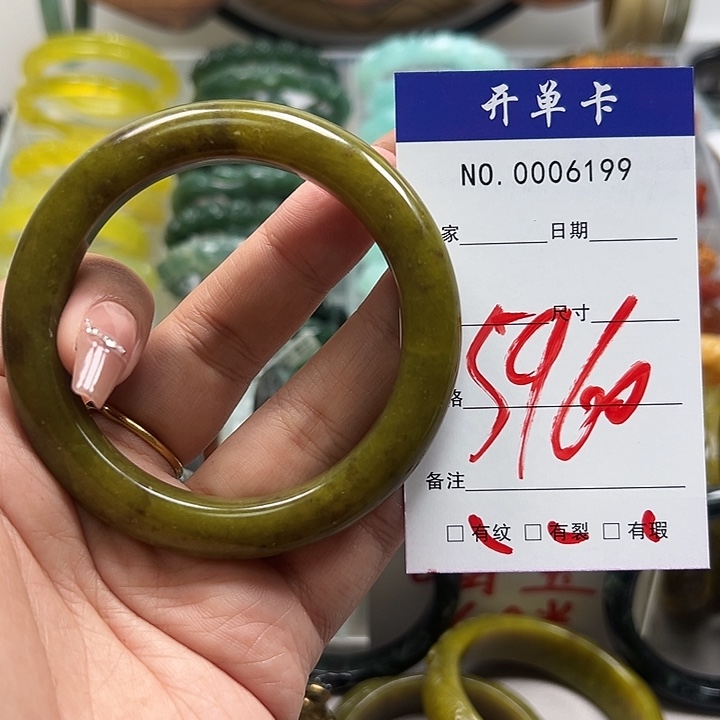 开单卡
NO.0006199
家 日期
尺寸
5960
格
备注
□ 有纹 □ 有裂 □ 有瑕